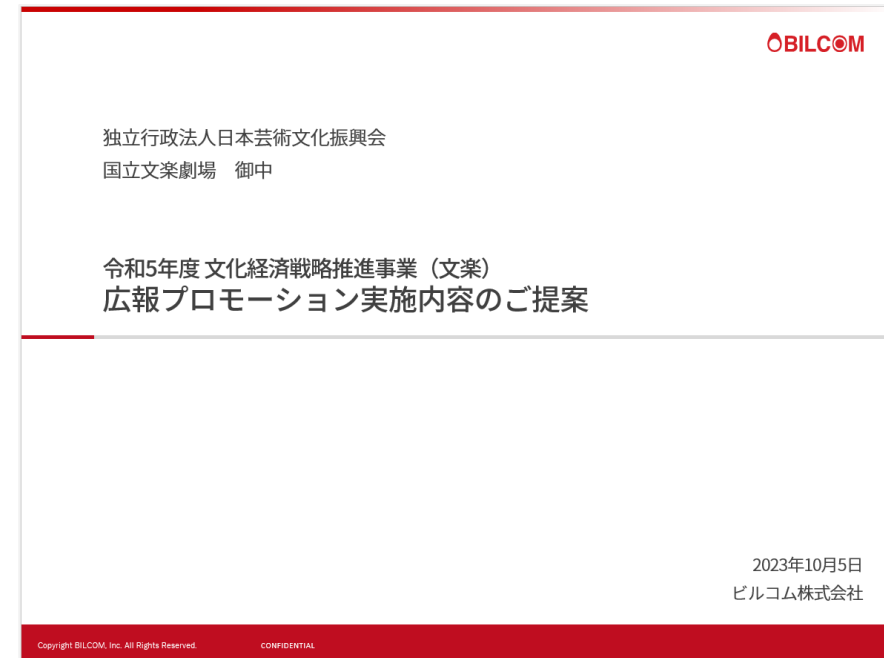 BILCOM
独立行政法人日本芸術文化振興会
国立文楽劇場　御中
令和5年度 文化経済戦略推進事業（文楽）
広報プロモーション実施内容のご提案
2023年10月5日
ビルコム株式会社
Copyright BILCOM, Inc. All Rights Reserved.
CONFIDENTIAL